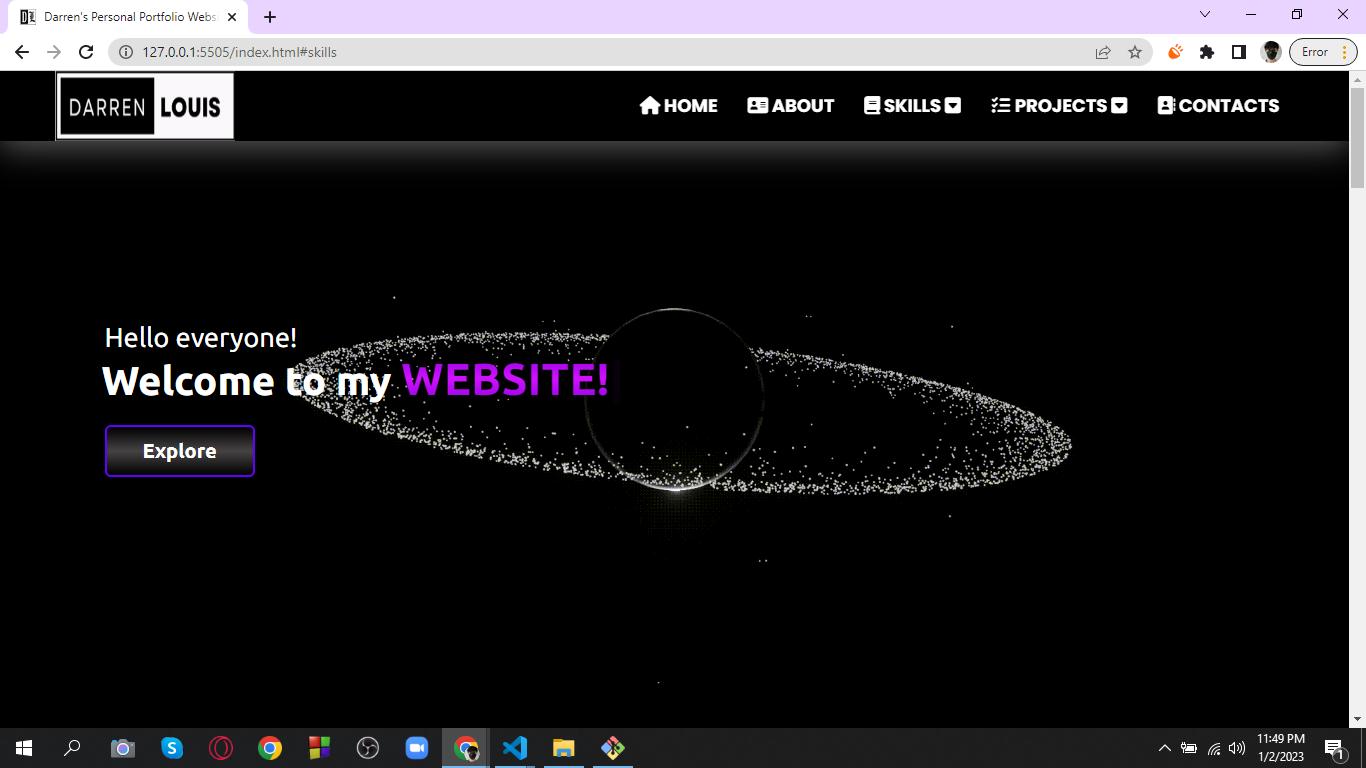 Darren's Personal Portfolio Webs
127.0.0.1:5505/index.html#skills
Error
DARREN LOUIS
HOME
ABOUT
SKILLS
PROJECTS
CONTACTS
Hello everyone!
Welcome to my WEBSITE!
Explore
11:49 PM
1/2/2023
1